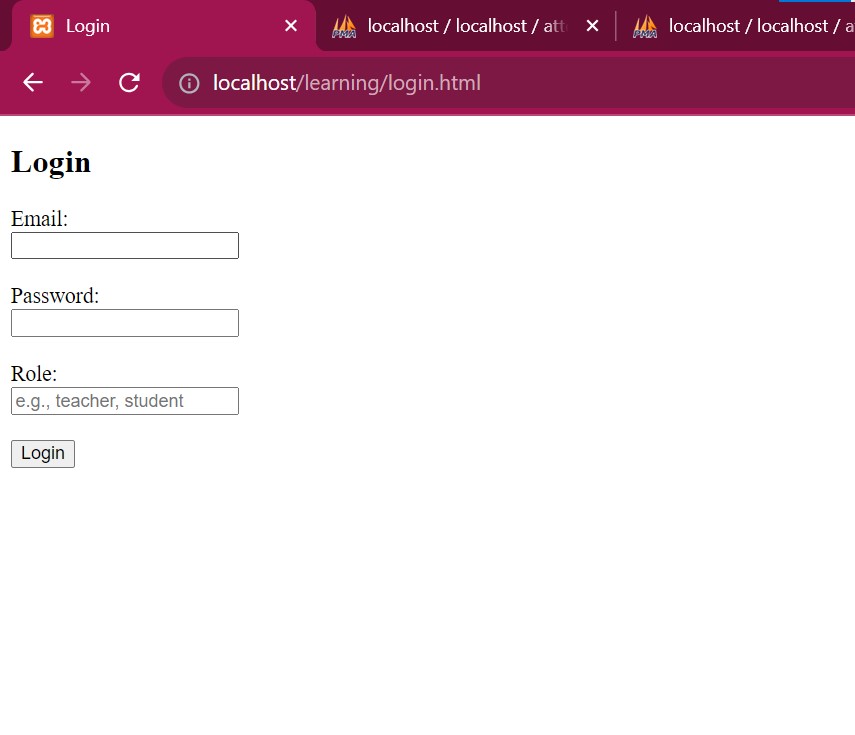 Login
localhost / localhost / att
localhost / localhost / a
localhost/learning/login.html
Login
Email:
Password:
Role:
e.g., teacher, student
Login